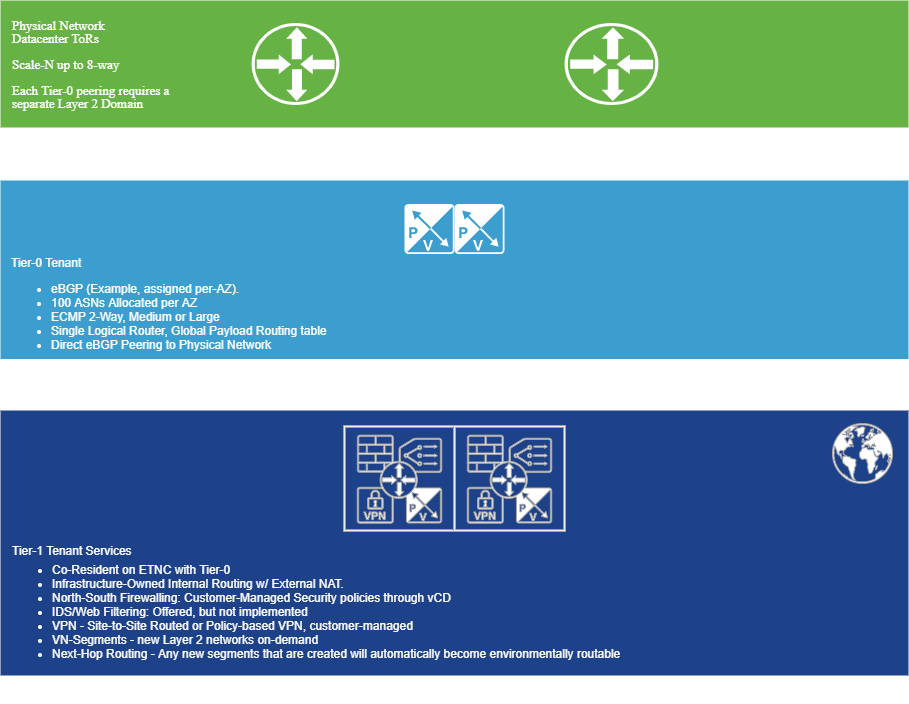 Physical Network
Datacenter ToRs
Scale-N up to 8-way
Each Tier-0 peering requires a
separate Layer 2 Domain
P V P V
Tier-0 Tenant
• eBGP (Example, assigned per-AZ).
• 100 ASNs Allocated per AZ
• ECMP 2-Way, Medium or Large
• Single Logical Router, Global Payload Routing table
• Direct eBGP Peering to Physical Network
VPN P V VPN P V
Tier-1 Tenant Services
• Co-Resident on ETNC with Tier-0
• Infrastructure-Owned Internal Routing w/ External NAT.
• North-South Firewalling: Customer-Managed Security policies through vCD
• IDS/Web Filtering: Offered, but not implemented
• VPN - Site-to-Site Routed or Policy-based VPN, customer-managed
• VN-Segments - new Layer 2 networks on-demand
• Next-Hop Routing - Any new segments that are created will automatically become environmentally routable